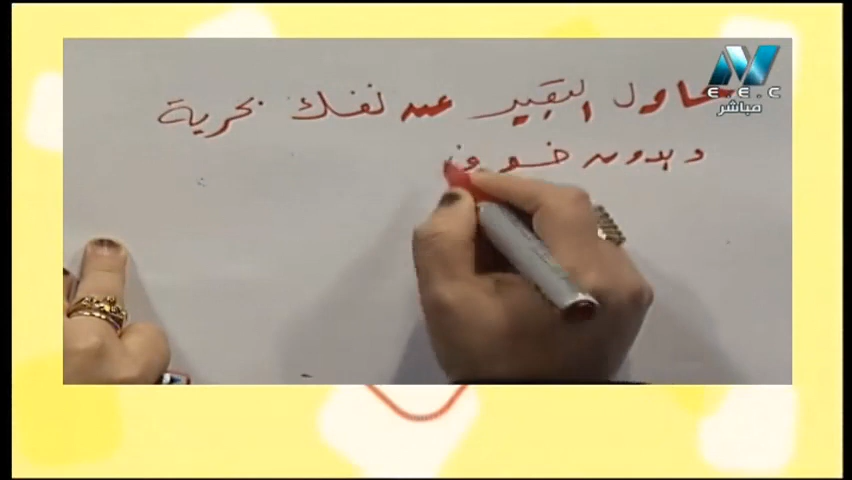 حاول التعبير عن نفسك بحرية
وبدون خوف
M
E.E.C
مباشر